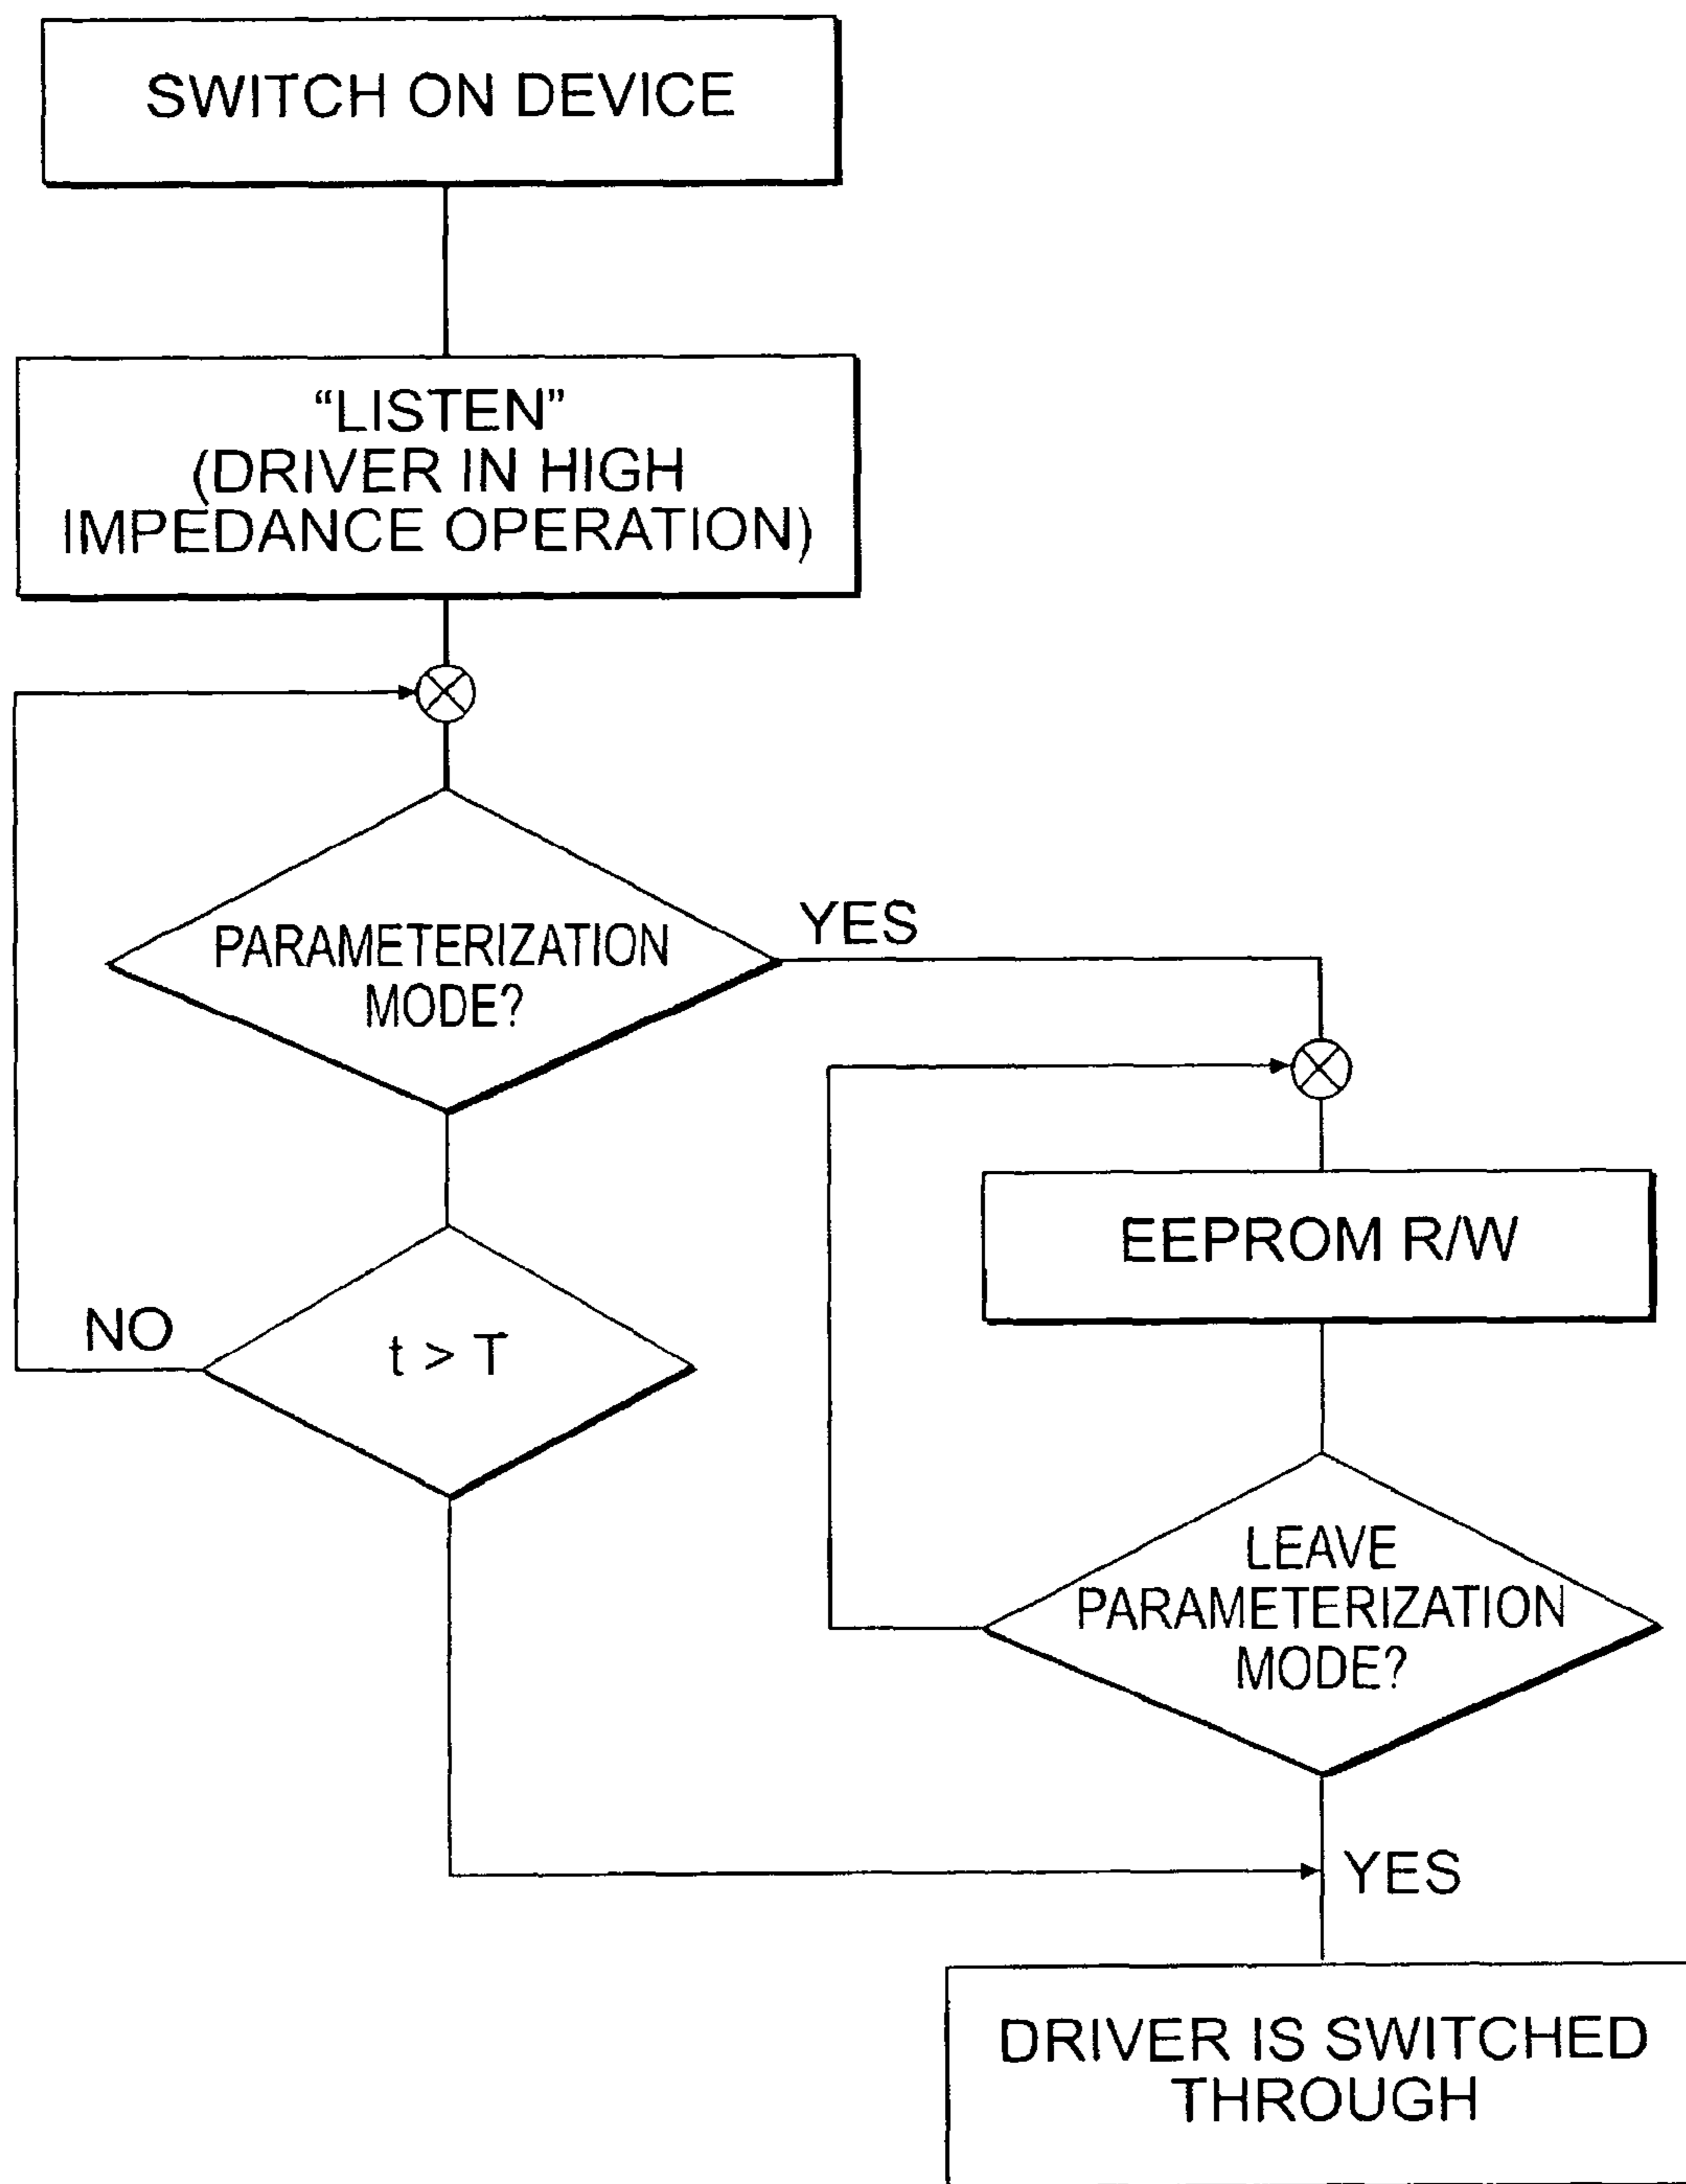 SWITCH ON DEVICE
“LISTEN”
(DRIVER IN HIGH
IMPEDANCE OPERATION)
PARAMETERIZATION
MODE?
YES
NO
t > T
EEPROM R/W
LEAVE
PARAMETERIZATION
MODE?
YES
DRIVER IS SWITCHED
THROUGH